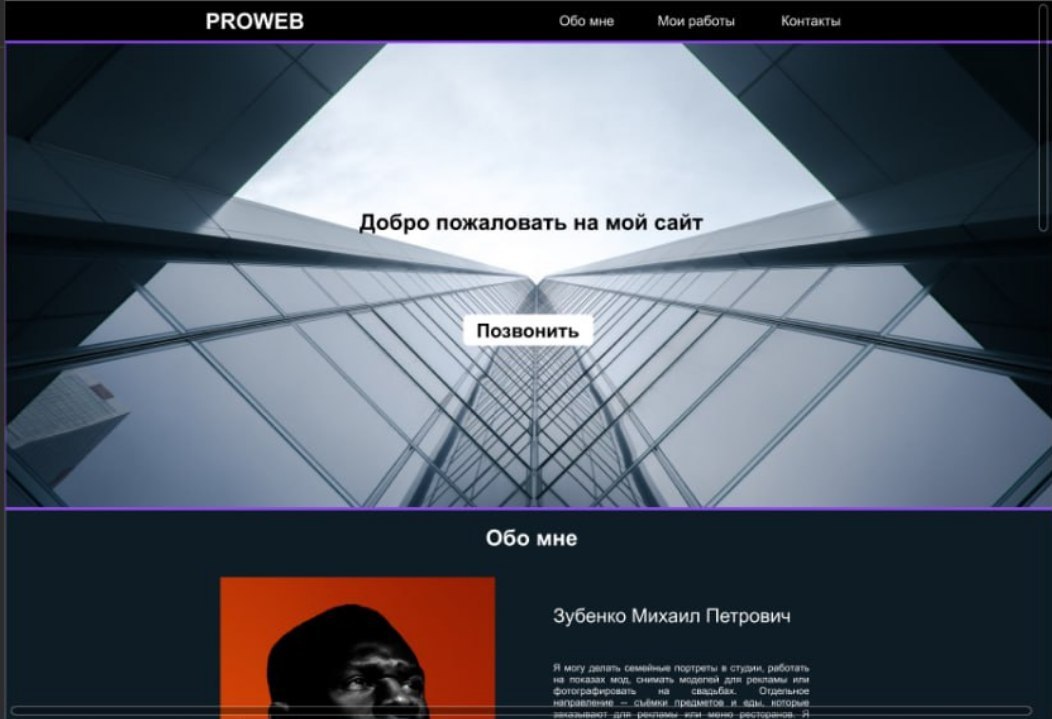 PROWEB
Обо мне
Мои работы
Контакты
Добро пожаловать на мой сайт
Позвонить
Обо мне
Зубенко Михаил Петрович
Я могу делать семейные портреты в студии, работать
на показах мод, снимать моделей для рекламы или
фотографировать на свадьбах. Отдельное
направление — съёмки предметов и еды, которые
заказывают для рекламы или меню ресторанов. Я